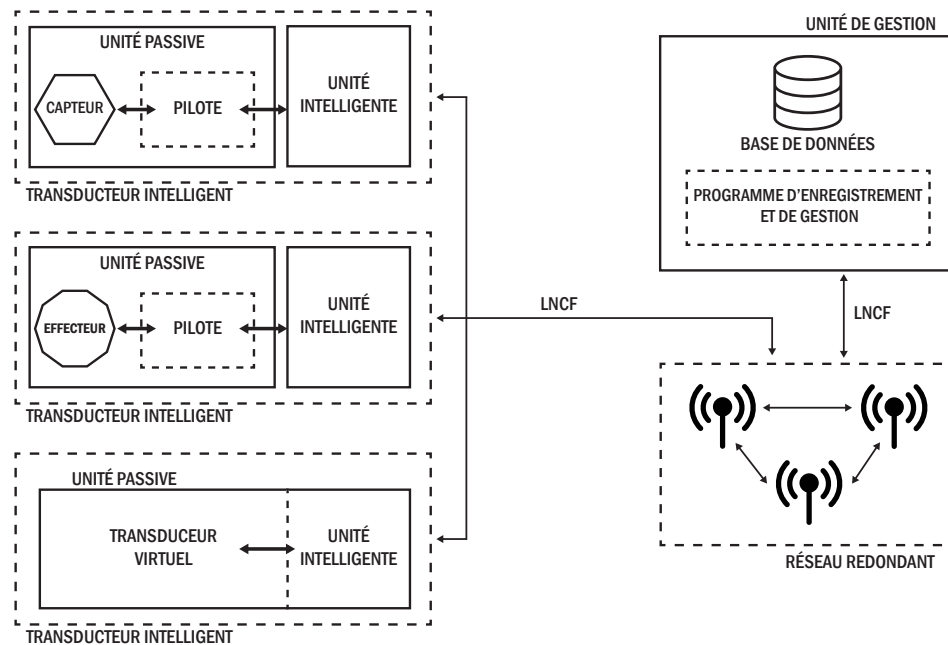 UNITÉ PASSIVE
CAPTEUR
PILOTE
UNITÉ
INTELLIGENTE
TRANSDUCTEUR INTELLIGENT
UNITÉ PASSIVE
EFFECTEUR
PILOTE
UNITÉ
INTELLIGENTE
TRANSDUCTEUR INTELLIGENT
UNITÉ PASSIVE
TRANSDUCEUR
VIRTUEL
UNITÉ
INTELLIGENTE
TRANSDUCTEUR INTELLIGENT
LNCF
UNITÉ DE GESTION
BASE DE DONNÉES
PROGRAMME D'ENREGISTREMENT
ET DE GESTION
LNCF
RÉSEAU REDONDANT